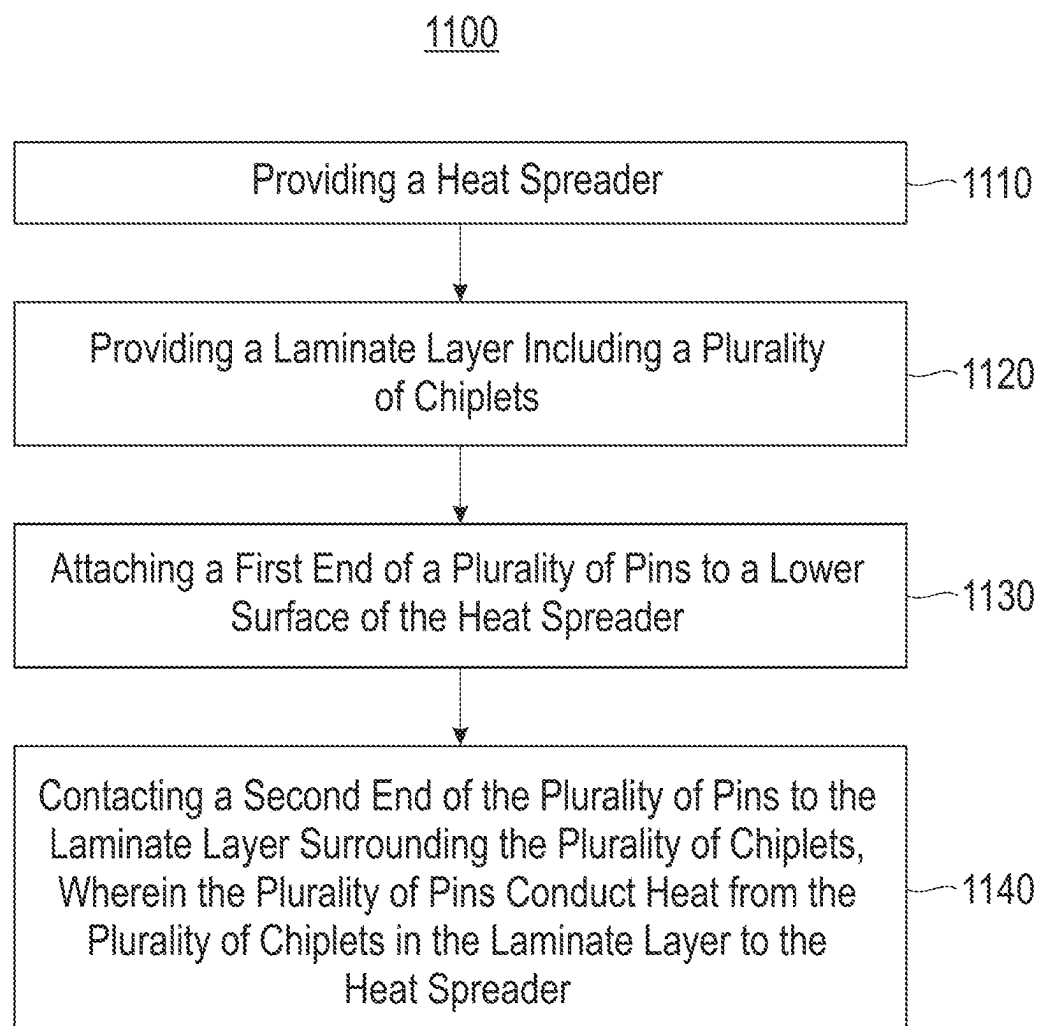 1100
Providing a Heat Spreader
1110
Providing a Laminate Layer Including a Plurality
of Chiplets
1120
Attaching a First End of a Plurality of Pins to a Lower
Surface of the Heat Spreader
1130
Contacting a Second End of the Plurality of Pins to the
Laminate Layer Surrounding the Plurality of Chiplets,
Wherein the Plurality of Pins Conduct Heat from the
Plurality of Chiplets in the Laminate Layer to the
Heat Spreader
1140